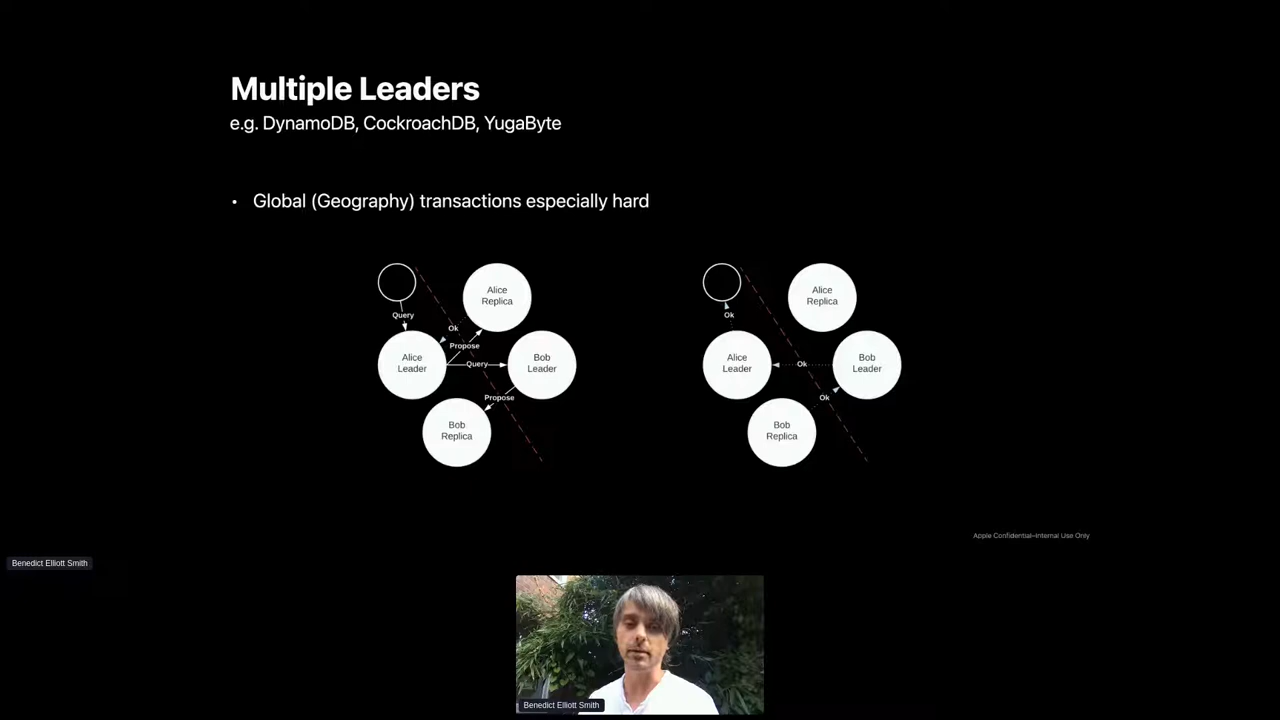 Multiple Leaders
e.g. DynamoDB, CockroachDB, YugaByte
• Global (Geography) transactions especially hard
Alice
Replica
Query
Ok
Propose
Alice
Leader
Query
Bob
Leader
Propose
Bob
Replica
Alice
Replica
Ok
Alice
Leader
Ok
Bob
Leader
Ok
Bob
Replica
Apple Confidential–Internal Use Only
Benedict Elliott Smith
Benedict Elliott Smith